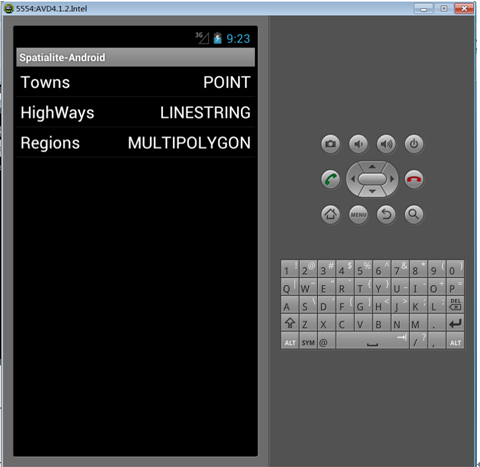 5554:AVD4.1.2.Intel
3G 9:23
Spatialite-Android
Towns POINT
HighWays LINESTRING
Regions MULTIPOLYGON
MENU
1 2 @ 3 # 4 $ 5 % 6 ^ 7 & 8 * 9 ( 0 )
Q W E R T Y U I O P
A S D F G H J K L DEL
Z X C V B N M .
ALT SYM @ / ? , ALT